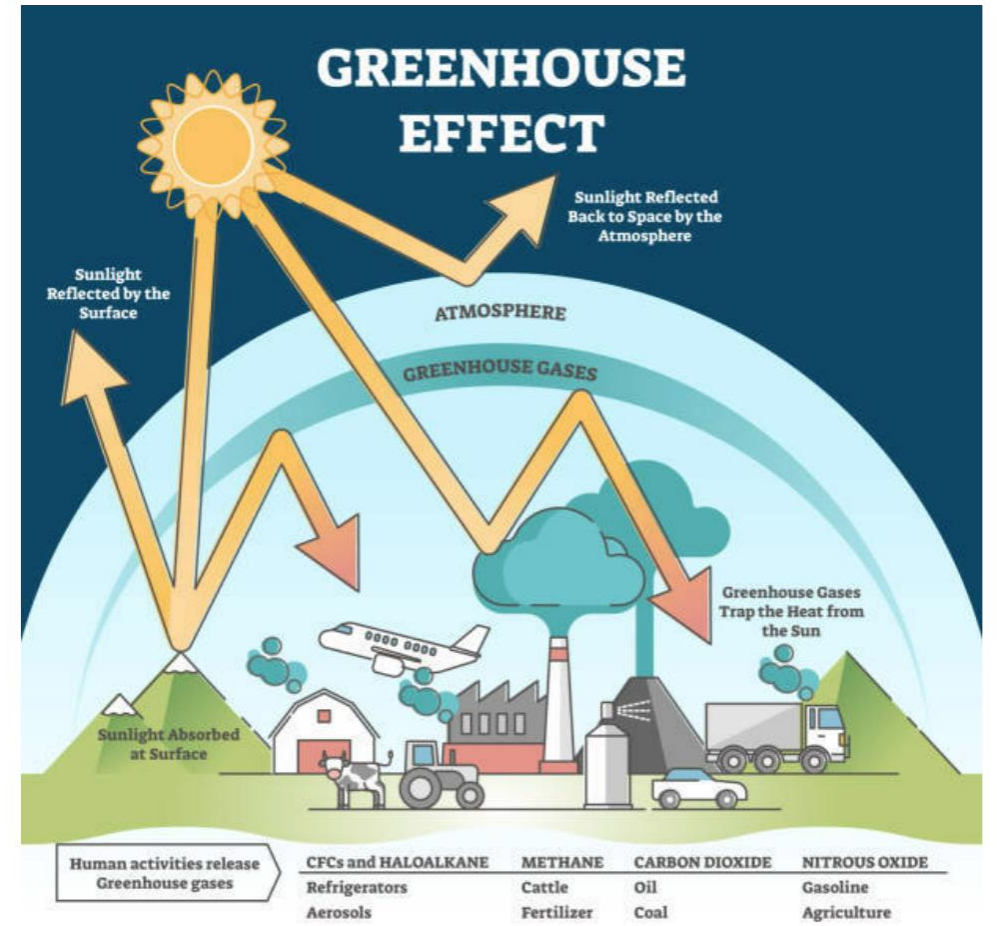 GREENHOUSE
EFFECT
Sunlight Reflected
Back to Space by the
Atmosphere
Sunlight
Reflected by the
Surface
ATMOSPHERE
GREENHOUSE GASES
Greenhouse Gases
Trap the Heat from
the Sun
Sunlight Absorbed
at Surface
Human activities release
Greenhouse gases
CFCs and HALOALKANE METHANE CARBON DIOXIDE NITROUS OXIDE
Refrigerators Cattle Oil Gasoline
Aerosols Fertilizer Coal Agriculture